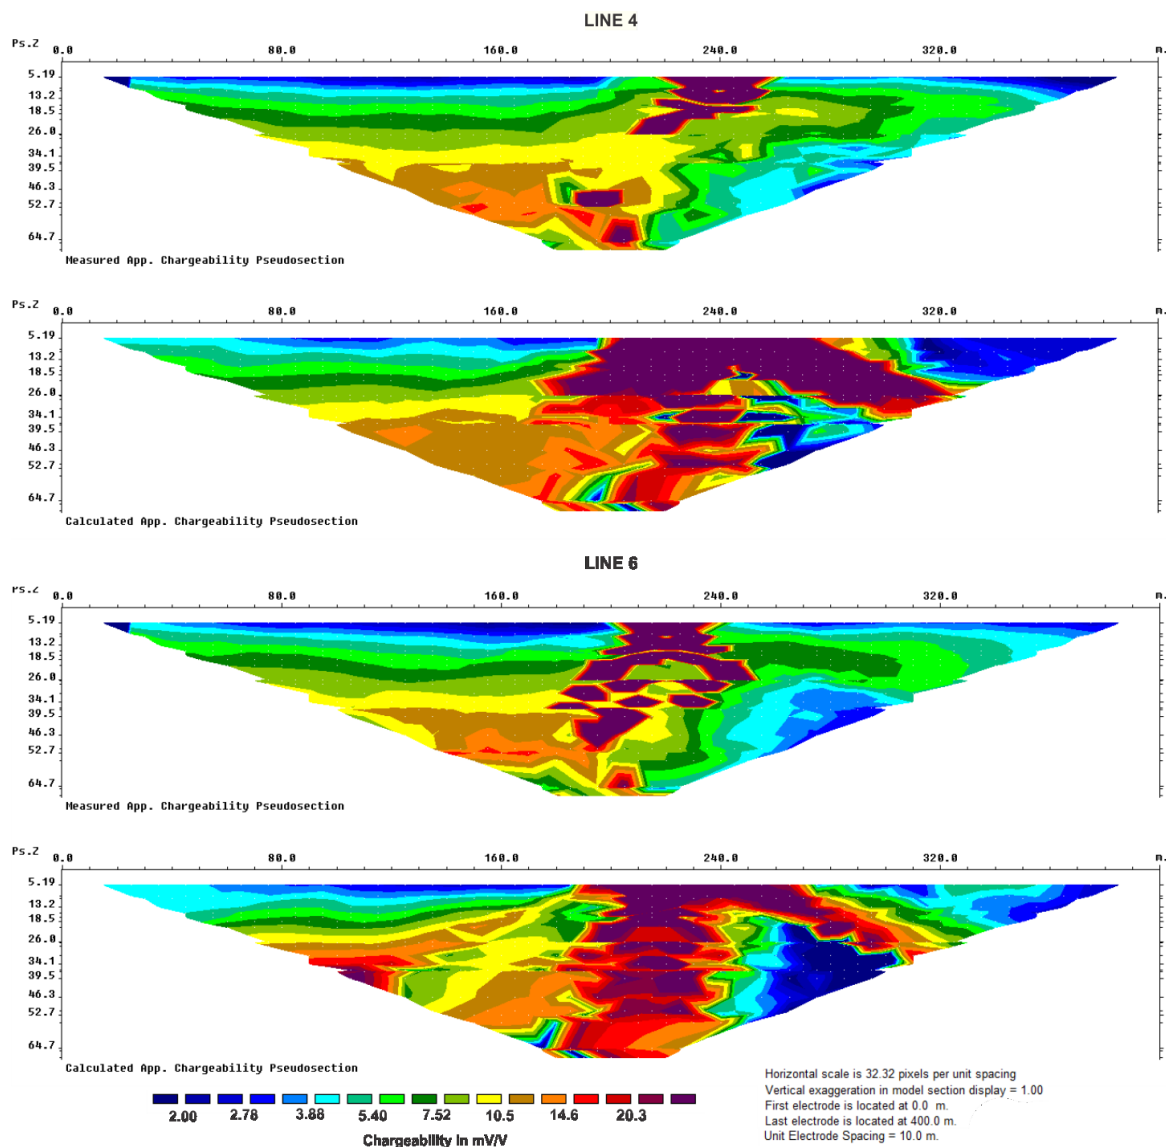 LINE 4
Ps.Z 0.0 80.0 160.0 240.0 320.0 m.
5.19
13.2
18.5
26.0
34.1
39.5
46.3
52.7
64.7
Measured App. Chargeability Pseudosection
Ps.Z 0.0 80.0 160.0 240.0 320.0 m.
5.19
13.2
18.5
26.0
34.1
39.5
46.3
52.7
64.7
Calculated App. Chargeability Pseudosection
LINE 6
Ps.Z 0.0 80.0 160.0 240.0 320.0 m.
5.19
13.2
18.5
26.0
34.1
39.5
46.3
52.7
64.7
Measured App. Chargeability Pseudosection
Ps.Z 0.0 80.0 160.0 240.0 320.0 m.
5.19
13.2
18.5
26.0
34.1
39.5
46.3
52.7
64.7
Calculated App. Chargeability Pseudosection
2.00 2.78 3.88 5.40 7.52 10.5 14.6 20.3
Chargeability in mV/V
Horizontal scale is 32.32 pixels per unit spacing
Vertical exaggeration in model section display = 1.00
First electrode is located at 0.0 m.
Last electrode is located at 400.0 m.
Unit Electrode Spacing = 10.0 m.